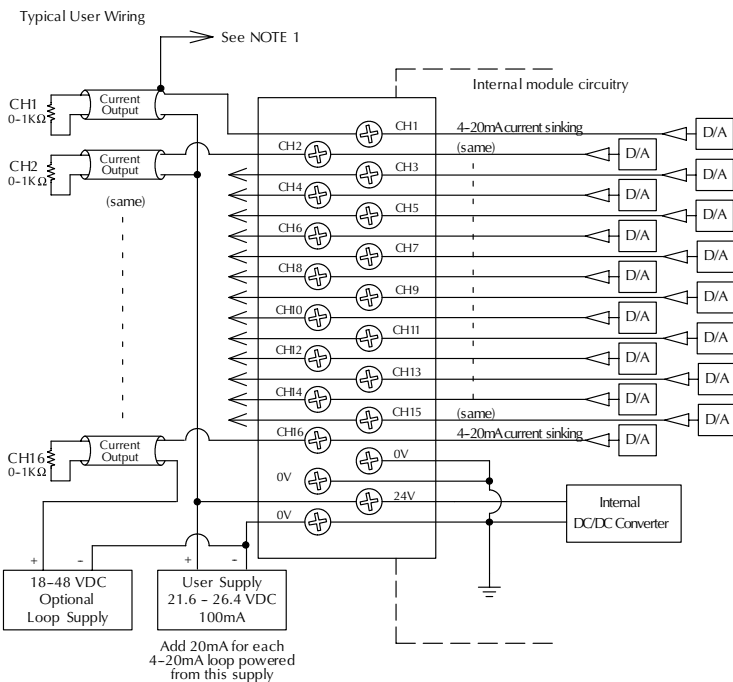 Typical User Wiring
See NOTE 1
Internal module circuitry
CH1
0–1KΩ
Current
Output
CH2
0–1KΩ
Current
Output
(same)
CH16
0–1KΩ
Current
Output
CH1
4–20mA current sinking
D/A
CH2
(same)
D/A
CH3
D/A
CH4
D/A
CH5
D/A
CH6
D/A
CH7
D/A
CH8
D/A
CH9
D/A
CH10
D/A
CH11
D/A
CH12
D/A
CH13
D/A
CH14
D/A
CH15
(same)
D/A
CH16
4–20mA current sinking
D/A
0V
0V
24V
0V
Internal
DC/DC Converter
+ -
18–48 VDC
Optional
Loop Supply
+ -
User Supply
21.6 – 26.4 VDC
100mA
Add 20mA for each
4–20mA loop powered
from this supply